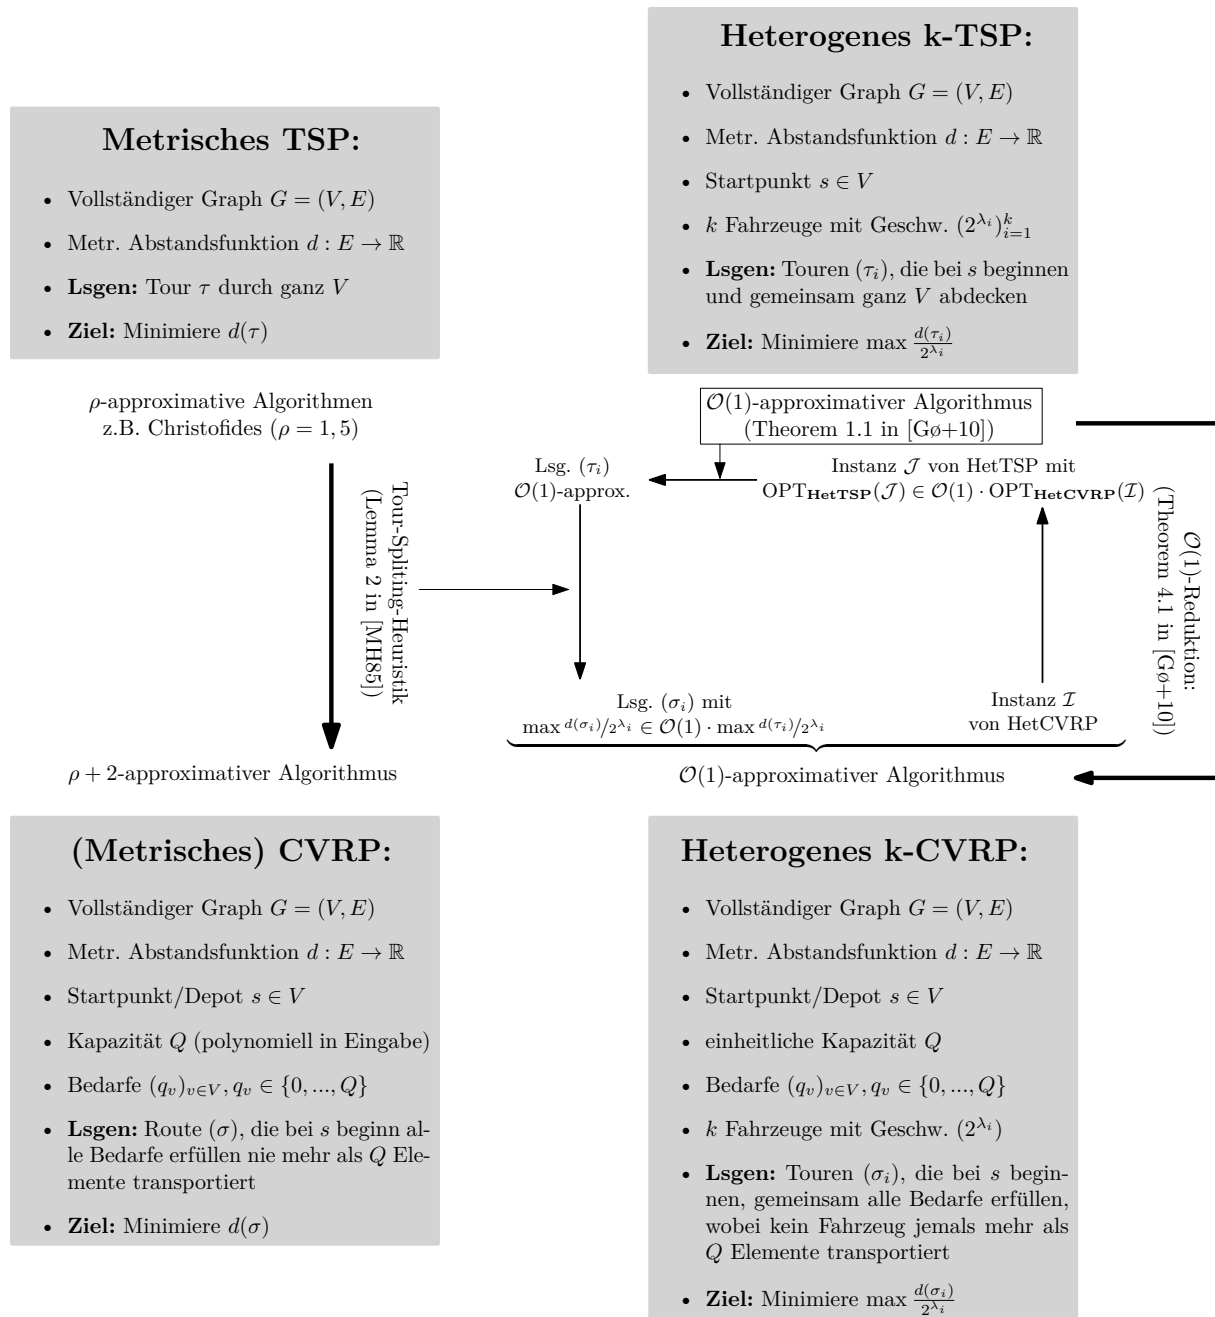 Metrisches TSP:
• Vollständiger Graph G = (V, E)
• Metr. Abstandsfunktion d : E → ℝ
• Lsgen: Tour τ durch ganz V
• Ziel: Minimiere d(τ)
Heterogenes k-TSP:
• Vollständiger Graph G = (V, E)
• Metr. Abstandsfunktion d : E → ℝ
• Startpunkt s ∈ V
• k Fahrzeuge mit Geschw. (2^{λ_i})_{i=1}^k
• Lsgen: Touren (τ_i), die bei s beginnen
und gemeinsam ganz V abdecken
• Ziel: Minimiere max d(τ_i)/2^{λ_i}
ρ-approximative Algorithmen
z.B. Christofides (ρ = 1, 5)
𝒪(1)-approximativer Algorithmus
(Theorem 1.1 in [Gø+10])
Lsg. (τ_i)
𝒪(1)-approx.
Instanz 𝒥 von HetTSP mit
OPT_HetTSP(𝒥) ∈ 𝒪(1) · OPT_HetCVRP(ℐ)
Tour-Spliting-Heuristik
(Lemma 2 in [MH85])
𝒪(1)-Reduktion:
(Theorem 4.1 in [Gø+10])
Lsg. (σ_i) mit
max d(σ_i)/2^{λ_i} ∈ 𝒪(1) · max d(τ_i)/2^{λ_i}
Instanz ℐ
von HetCVRP
ρ + 2-approximativer Algorithmus
𝒪(1)-approximativer Algorithmus
(Metrisches) CVRP:
• Vollständiger Graph G = (V, E)
• Metr. Abstandsfunktion d : E → ℝ
• Startpunkt/Depot s ∈ V
• Kapazität Q (polynomiell in Eingabe)
• Bedarfe (q_v)_{v∈V}, q_v ∈ {0, ..., Q}
• Lsgen: Route (σ), die bei s beginn al-
le Bedarfe erfüllen nie mehr als Q Ele-
mente transportiert
• Ziel: Minimiere d(σ)
Heterogenes k-CVRP:
• Vollständiger Graph G = (V, E)
• Metr. Abstandsfunktion d : E → ℝ
• Startpunkt/Depot s ∈ V
• einheitliche Kapazität Q
• Bedarfe (q_v)_{v∈V}, q_v ∈ {0, ..., Q}
• k Fahrzeuge mit Geschw. (2^{λ_i})
• Lsgen: Touren (σ_i), die bei s begin-
nen, gemeinsam alle Bedarfe erfüllen,
wobei kein Fahrzeug jemals mehr als
Q Elemente transportiert
• Ziel: Minimiere max d(σ_i)/2^{λ_i}